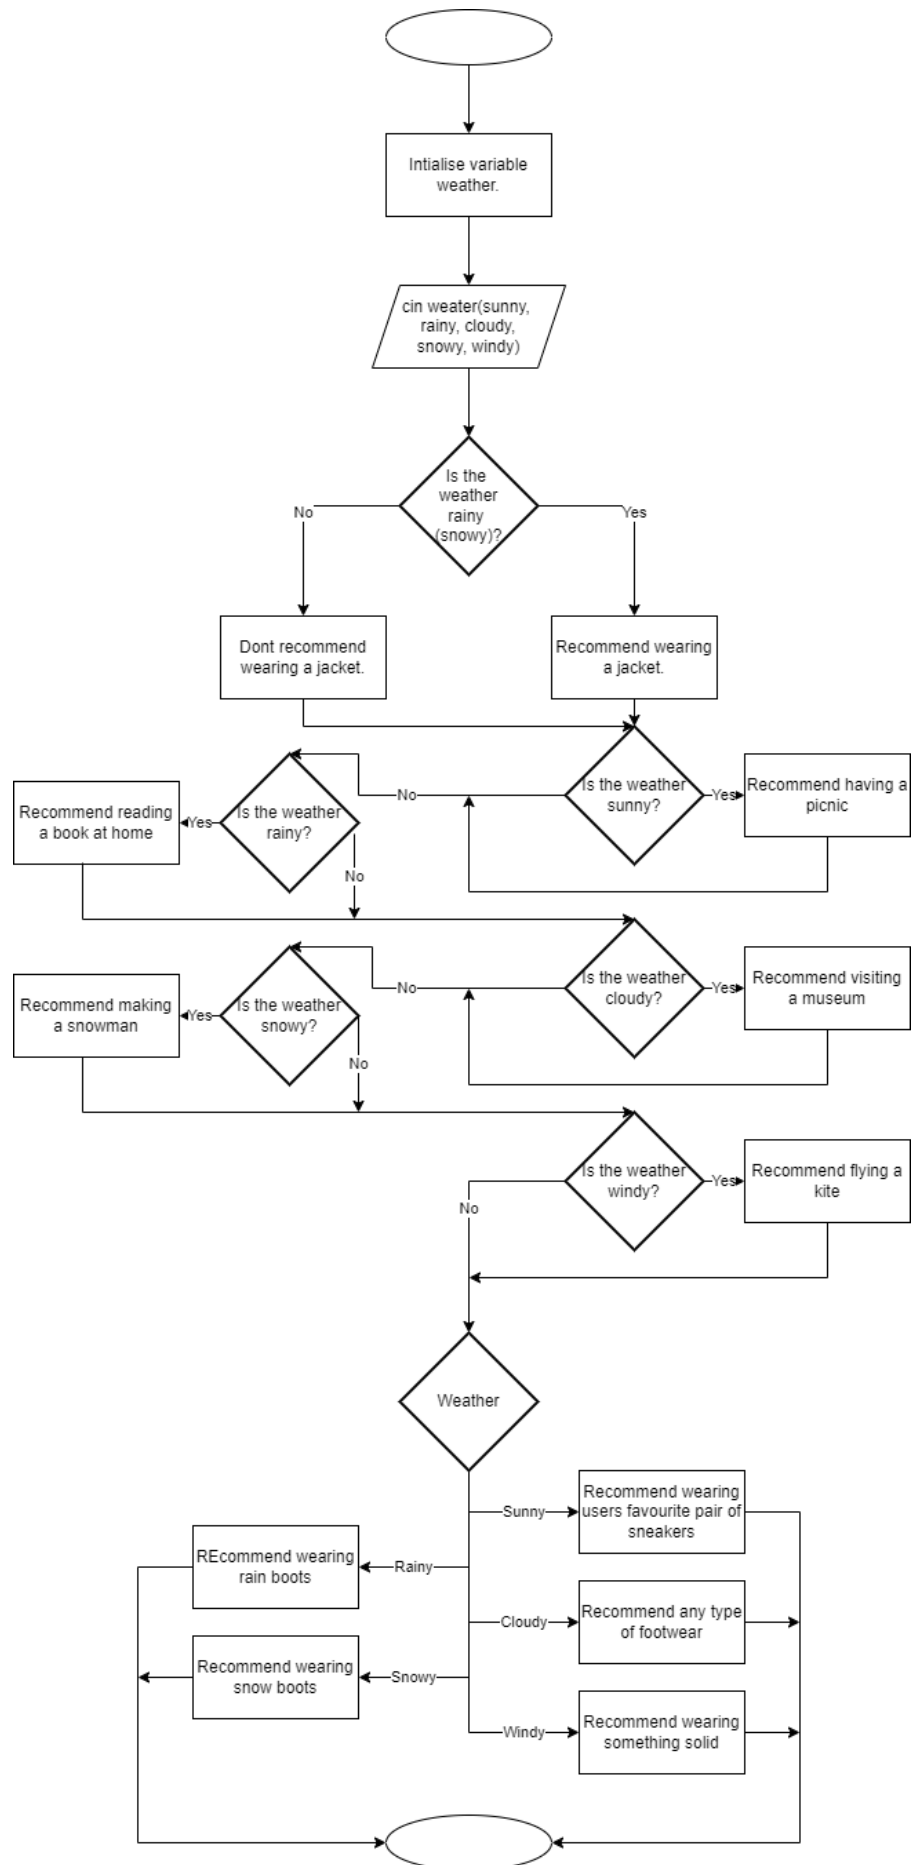 Intialise variable
weather.
cin weater(sunny,
rainy, cloudy,
snowy, windy)
Is the
weather
rainy
(snowy)?
No
Yes
Dont recommend
wearing a jacket.
Recommend wearing
a jacket.
Is the weather
sunny?
Yes
Recommend having a
picnic
No
Is the weather
rainy?
Yes
Recommend reading
a book at home
No
Is the weather
cloudy?
Yes
Recommend visiting
a museum
No
Is the weather
snowy?
Yes
Recommend making
a snowman
No
Is the weather
windy?
Yes
Recommend flying a
kite
No
Weather
Sunny
Recommend wearing
users favourite pair of
sneakers
Rainy
REcommend wearing
rain boots
Cloudy
Recommend any type
of footwear
Snowy
Recommend wearing
snow boots
Windy
Recommend wearing
something solid